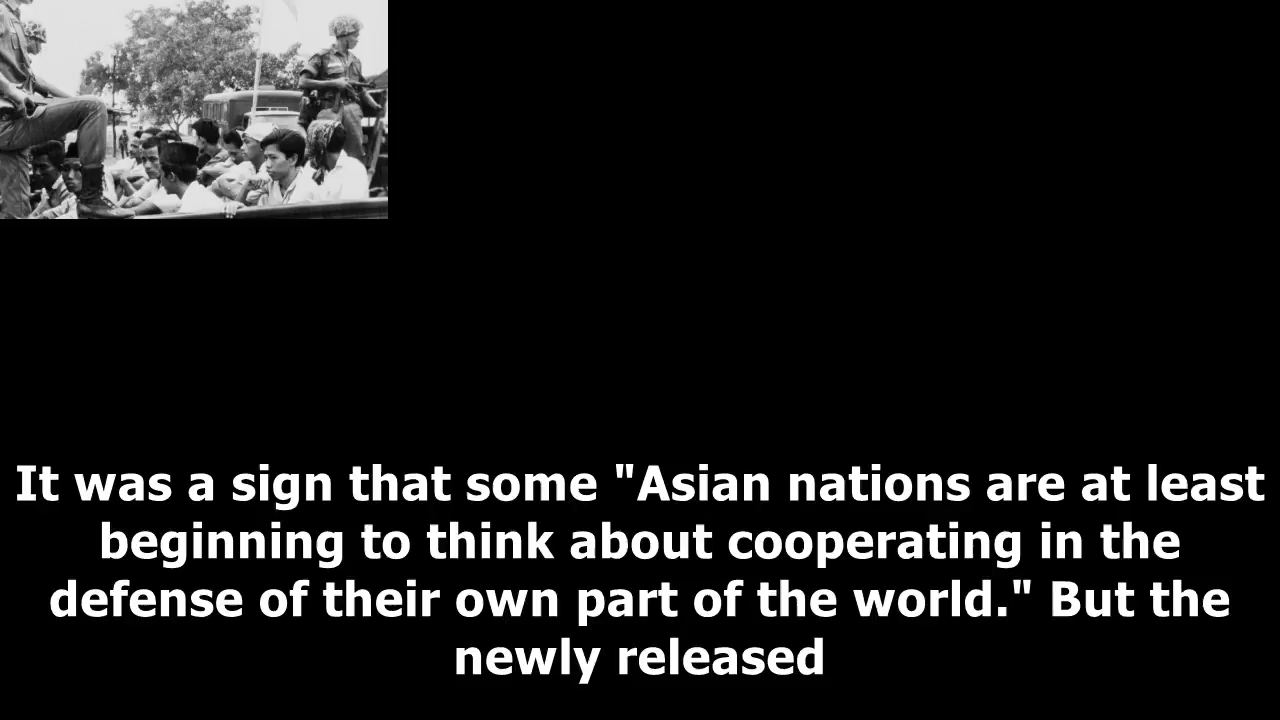 It was a sign that some "Asian nations are at least
beginning to think about cooperating in the
defense of their own part of the world." But the
newly released